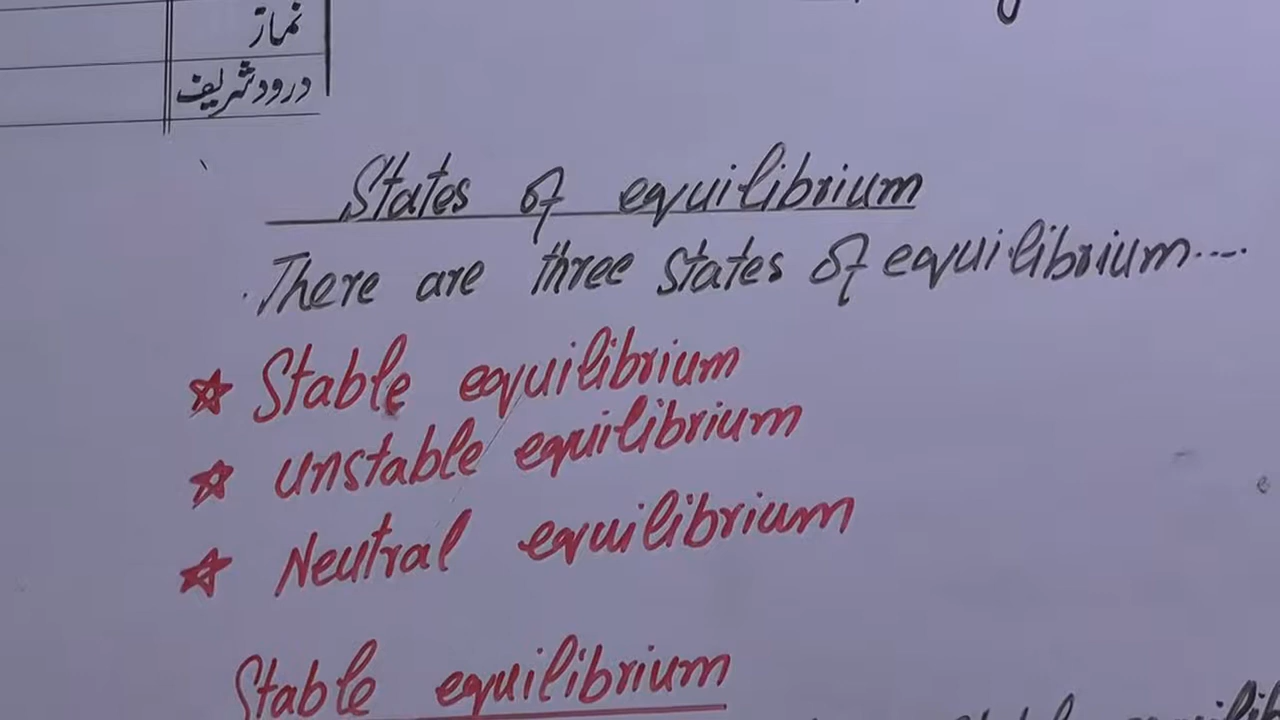 نماز
درود شریف
States of equilibrium
There are three states of equilibrium....
Stable equilibrium
Unstable equilibrium
Neutral equilibrium
Stable equilibrium